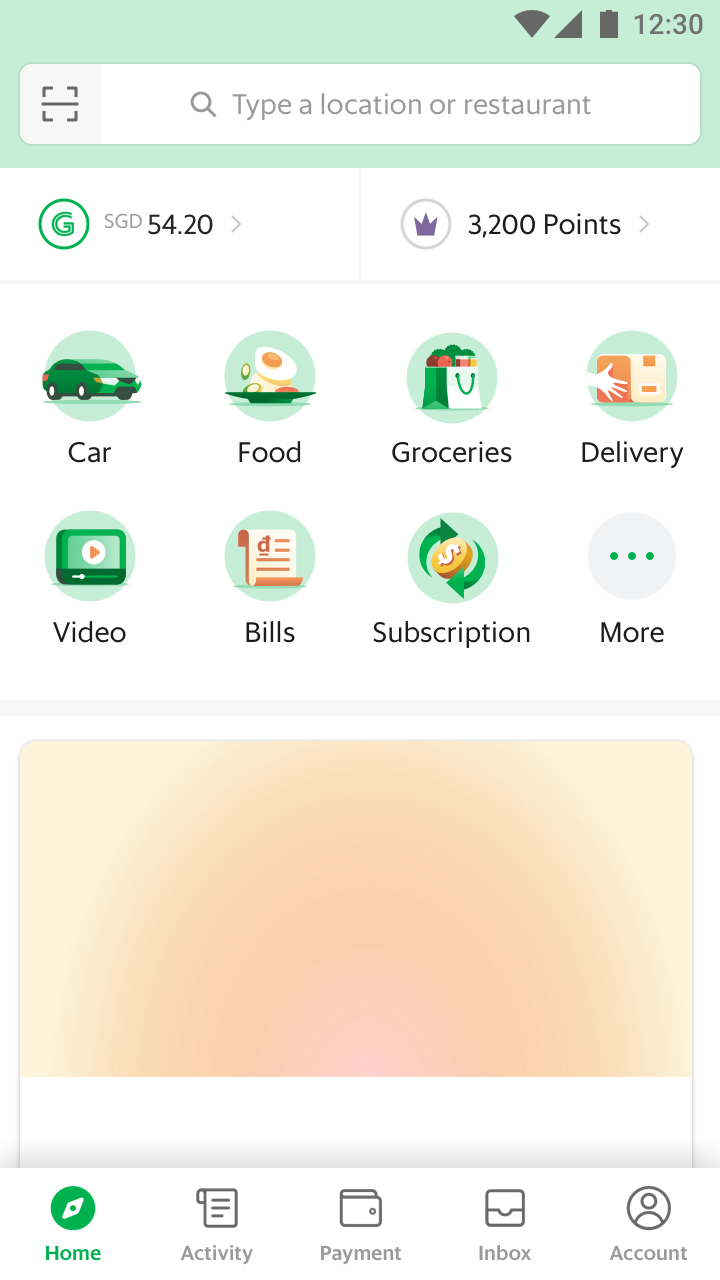 12:30
Type a location or restaurant
G SGD 54.20
3,200 Points
Car Food Groceries Delivery
$
đ
Video Bills Subscription More
Home Activity Payment Inbox Account